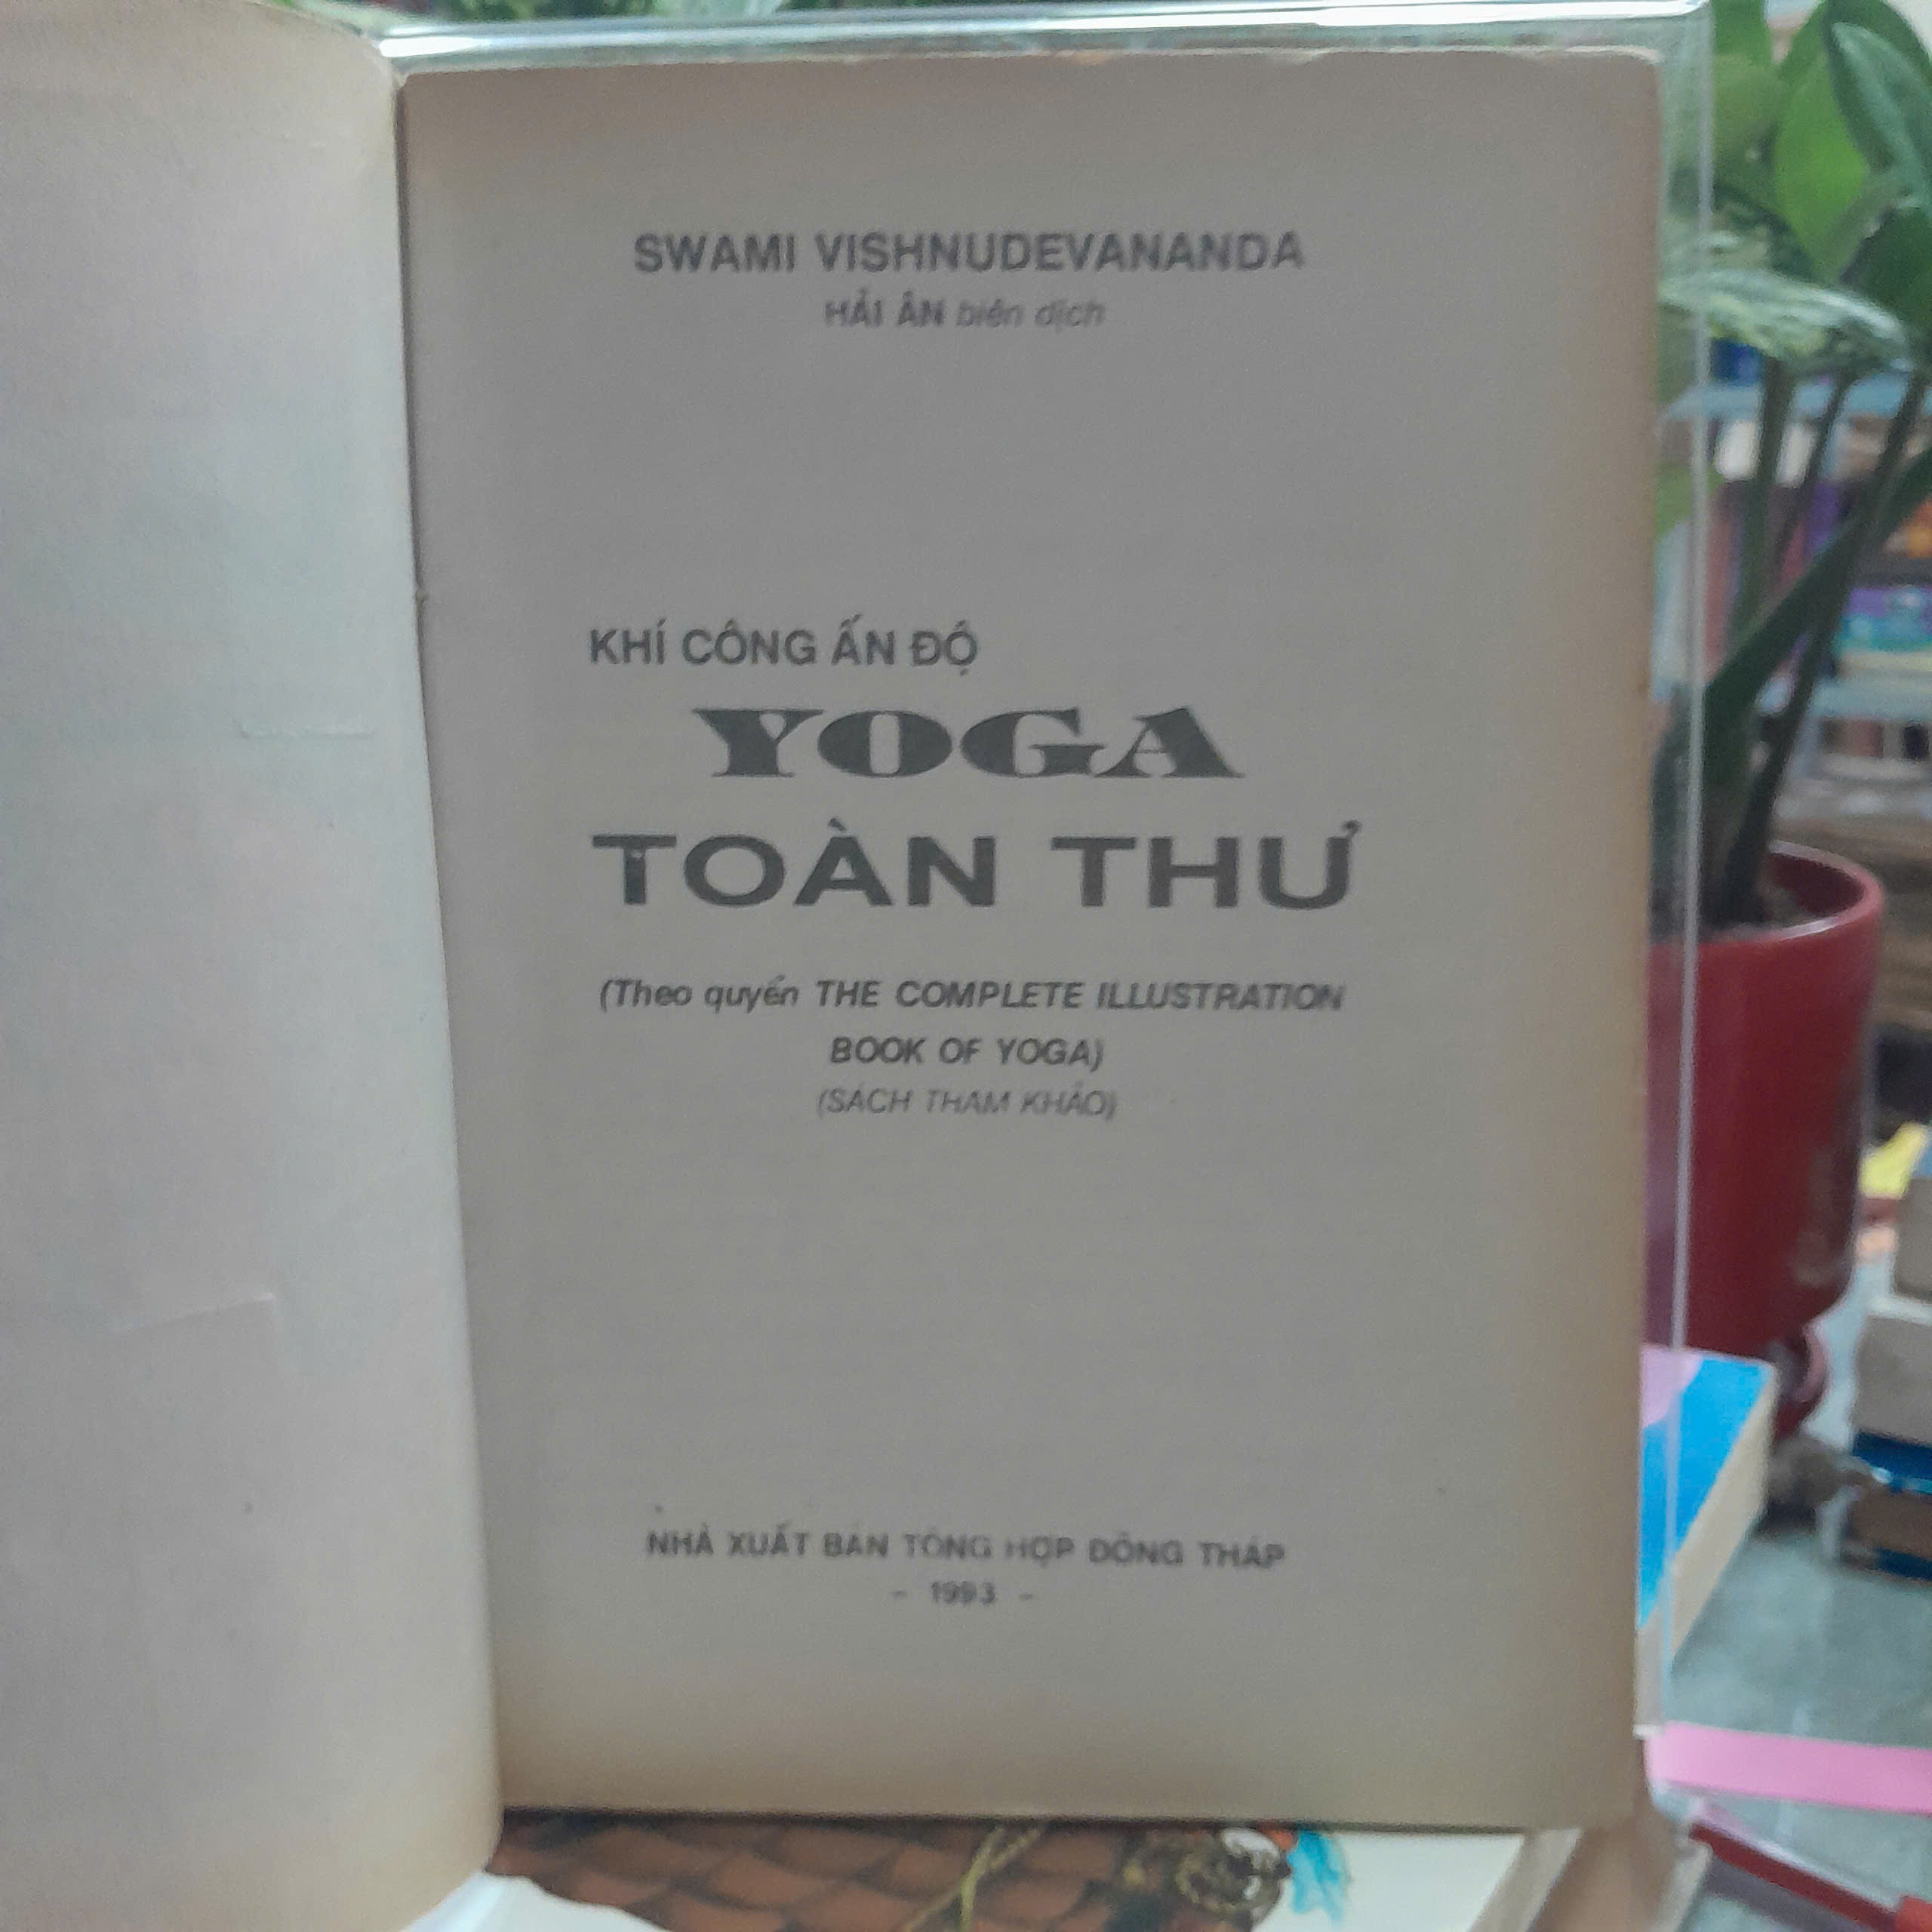 SWAMI VISHNUDEVANANDA
HẢI ÂN biên dịch
KHÍ CÔNG ẤN ĐỘ
YOGA
TOÀN THƯ
(Theo quyển THE COMPLETE ILLUSTRATION
BOOK OF YOGA)
(SÁCH THAM KHẢO)
NHÀ XUẤT BẢN TỔNG HỢP ĐỒNG THÁP
- 1993 -